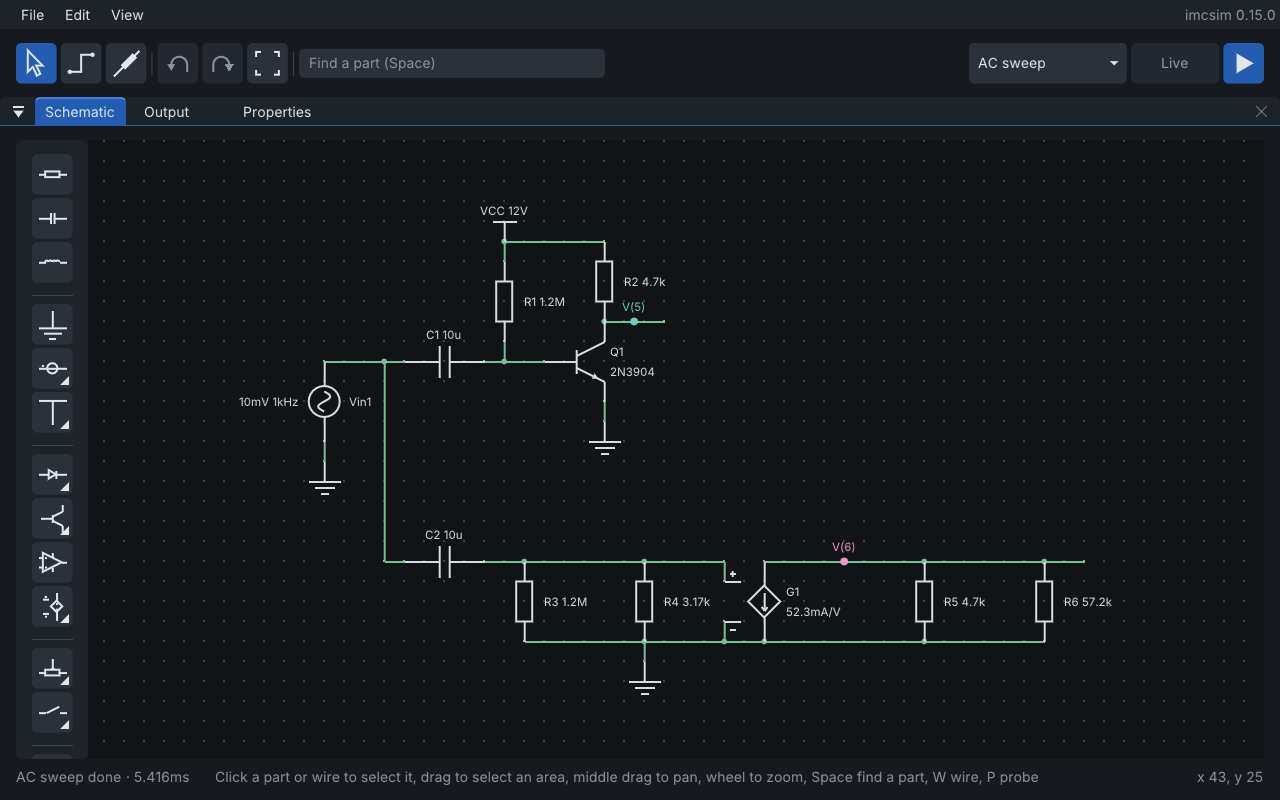 File Edit View imcsim 0.15.0
Find a part (Space) AC sweep Live
Schematic Output Properties
VCC 12V
R2 4.7k
R1 1.2M
V(5)
C1 10u
Q1
2N3904
10mV 1kHz Vin1
C2 10u
V(6)
R3 1.2M
R4 3.17k
G1
52.3mA/V
R5 4.7k
R6 57.2k
AC sweep done · 5.416ms Click a part or wire to select it, drag to select an area, middle drag to pan, wheel to zoom, Space find a part, W wire, P probe x 43, y 25